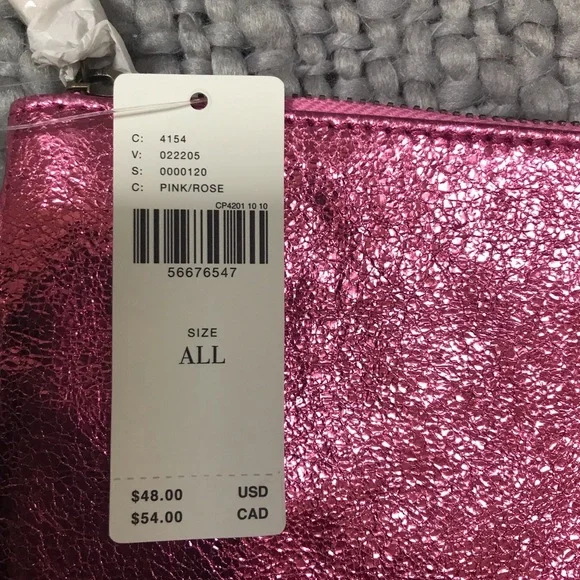 C: 4154
V: 022205
S: 0000120
C: PINK/ROSE
CP4201 10 10
56676547
SIZE
ALL
$48.00 USD
$54.00 CAD